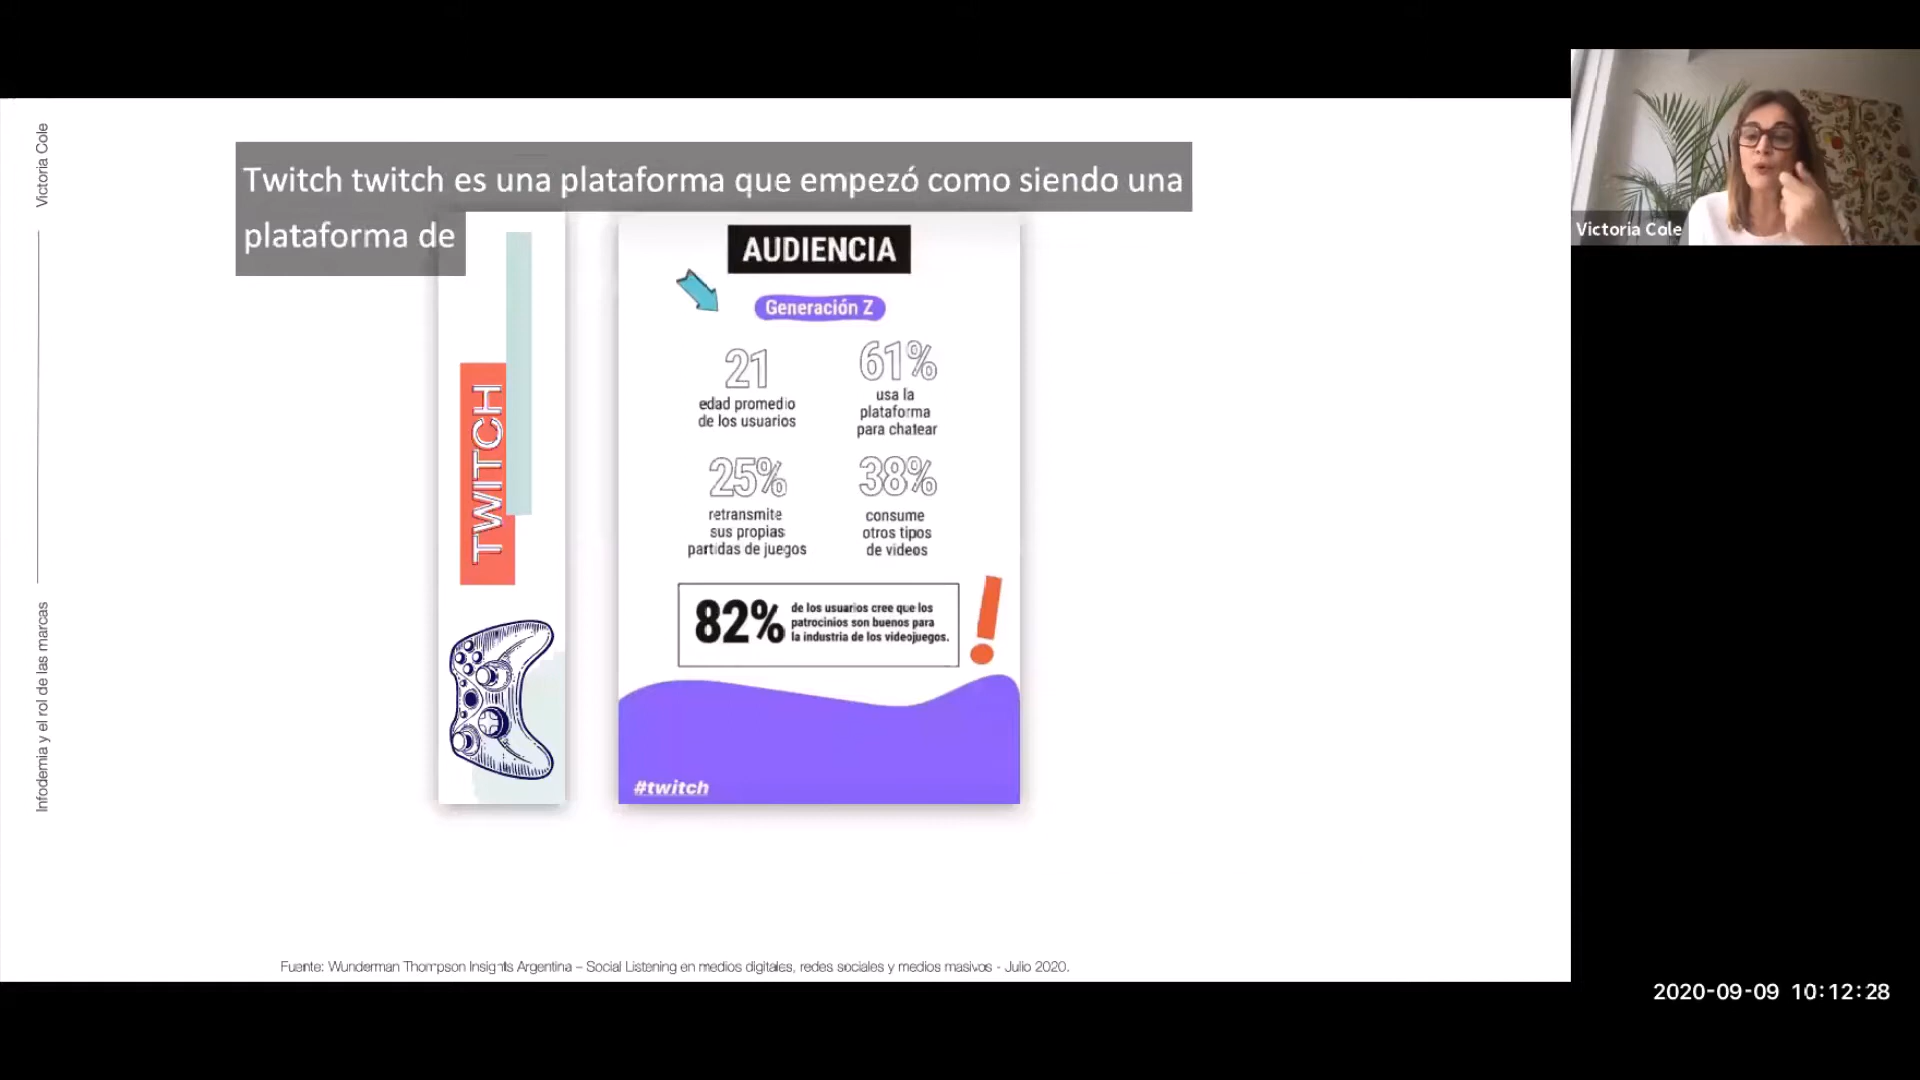 Victoria Cole
Infodemia y el rol de las marcas
Twitch twitch es una plataforma que empezó como siendo una
plataforma de
TWITCH
AUDIENCIA
Generación Z
21
edad promedio
de los usuarios
61%
usa la
plataforma
para chatear
25%
retransmite
sus propias
partidas de juegos
38%
consume
otros tipos
de videos
82%
de los usuarios cree que los
patrocinios son buenos para
la industria de los videojuegos.
!
#twitch
Fuente: Wunderman Thompson Insights Argentina – Social Listening en medios digitales, redes sociales y medios masivos - Julio 2020.
Victoria Cole
2020-09-09 10:12:28